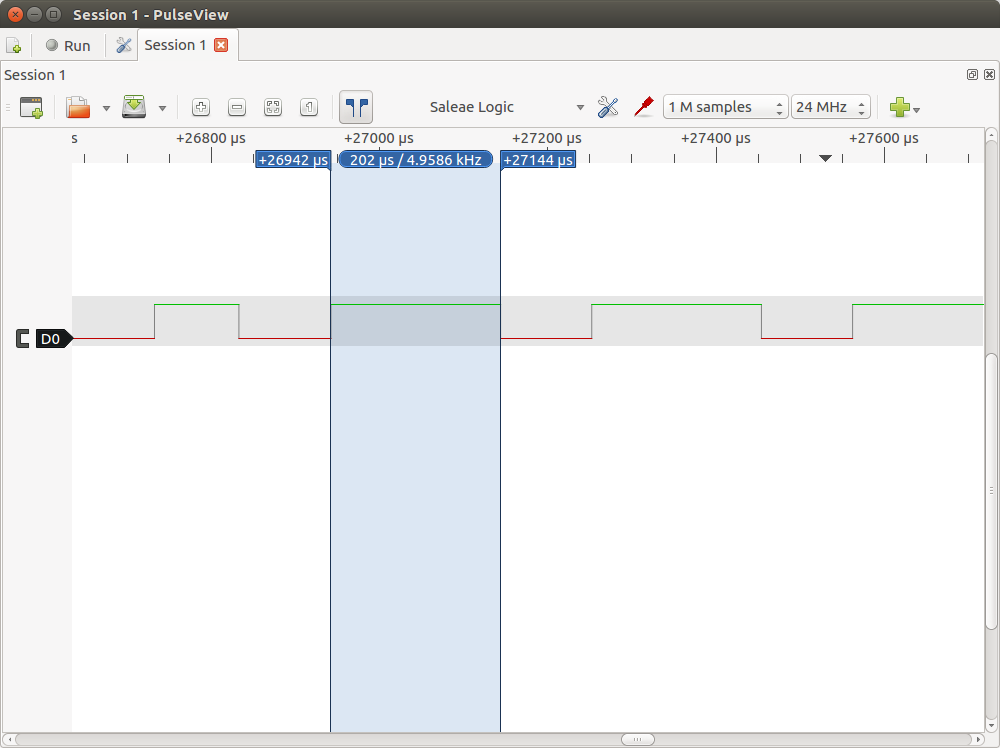 Session 1 - PulseView
Run
Session 1
Session 1
Saleae Logic
1 M samples
24 MHz
s
+26800 µs
+27000 µs
+27200 µs
+27400 µs
+27600 µs
+26942 µs
202 µs / 4.9586 kHz
+27144 µs
D0